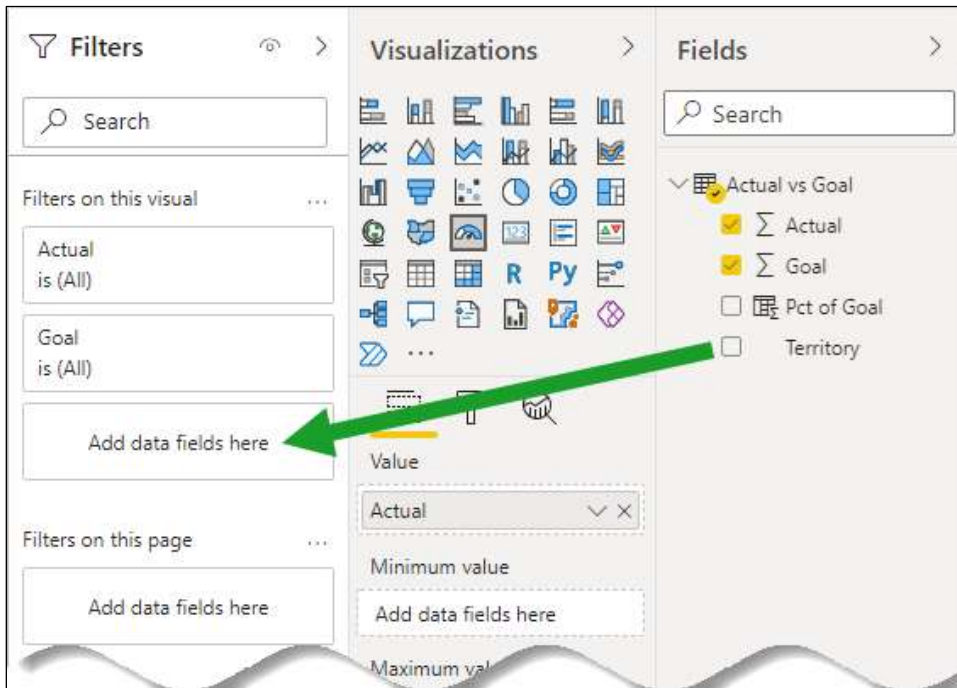 Filters
Search
Filters on this visual
...
Actual
is (All)
Goal
is (All)
Add data fields here
Filters on this page
...
Add data fields here
Visualizations
123
R
Py
...
Value
Actual
Minimum value
Add data fields here
Maximum
Fields
Search
Actual vs Goal
Σ Actual
Σ Goal
Pct of Goal
Territory